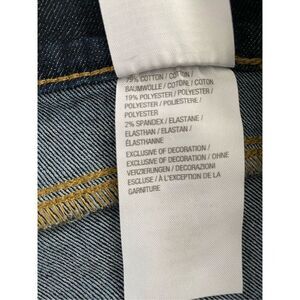 79% COTTON / COTON /
BAUMWOLLE / COTONE / COTON
19% POLYESTER / POLYESTER /
POLYESTER / POLIESTERE /
POLYESTER
2% SPANDEX / ELASTANE /
ELASTHAN / ELASTAN /
ÉLASTHANNE
EXCLUSIVE OF DECORATION /
EXCLUSIVE OF DECORATION / OHNE
VERZIERUNGEN / DECORAZIONI
ESCLUSE / À L'EXCEPTION DE LA
GARNITURE